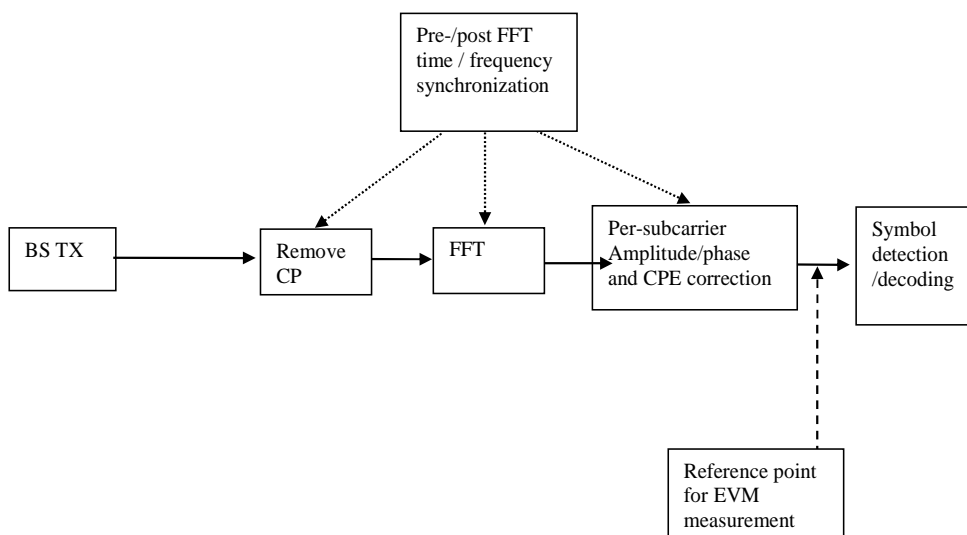 Pre-/post FFT
time / frequency
synchronization
BS TX
Remove
CP
FFT
Per-subcarrier
Amplitude/phase
and CPE correction
Symbol
detection
/decoding
Reference point
for EVM
measurement